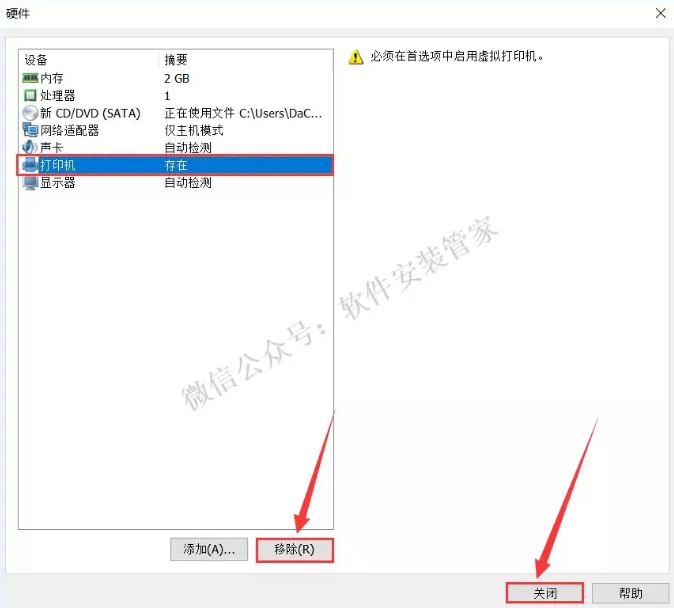 硬件
设备 摘要
内存 2 GB
处理器 1
新 CD/DVD (SATA) 正在使用文件 C:\Users\DaC...
网络适配器 仅主机模式
声卡 自动检测
打印机 存在
显示器 自动检测
必须在首选项中启用虚拟打印机。
微信公众号：软件安装管家
添加(A)... 移除(R)
关闭 帮助